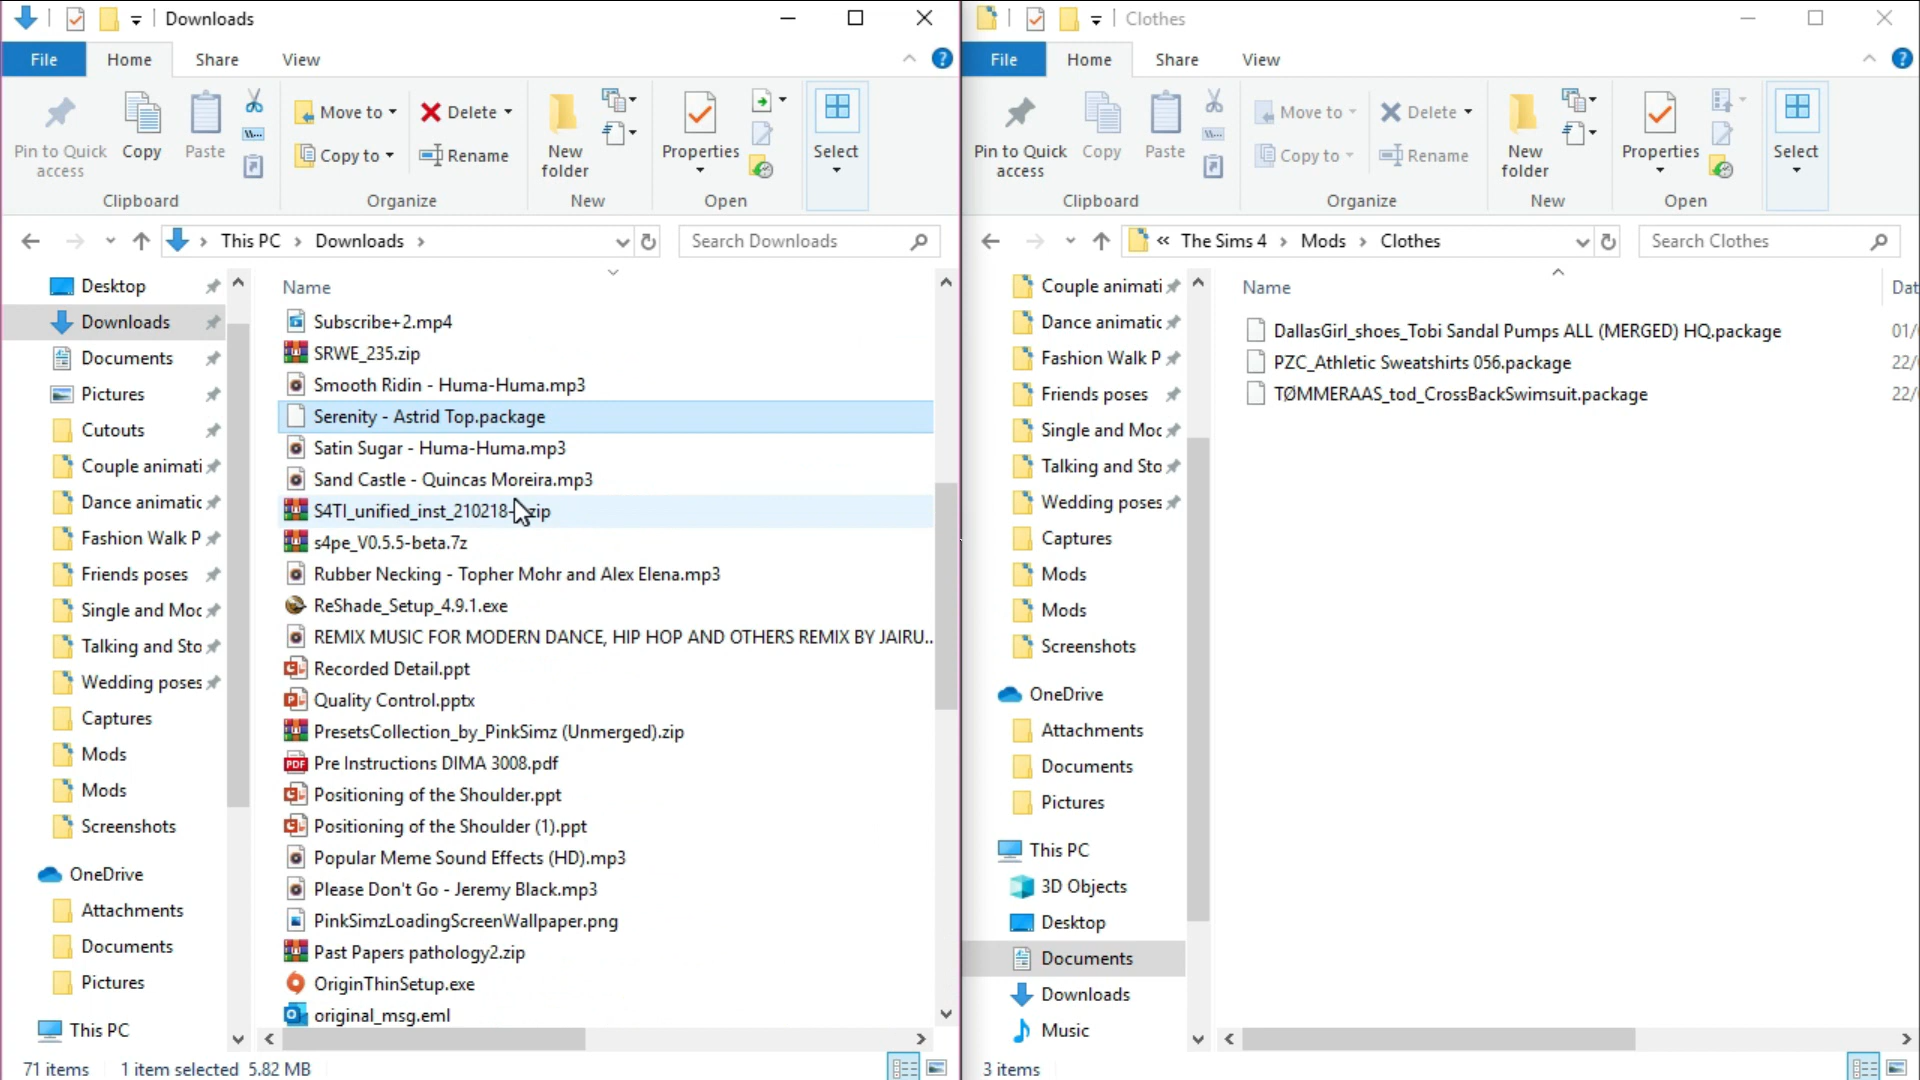 Downloads
File Home Share View
Pin to Quick access
Copy
Paste
Move to
Copy to
Delete
Rename
New folder
Properties
Select
Clipboard Organize New Open
This PC > Downloads >
Search Downloads
Desktop
Downloads
Documents
Pictures
Cutouts
Couple animati
Dance animatic
Fashion Walk P
Friends poses
Single and Moc
Talking and Sto
Wedding poses
Captures
Mods
Mods
Screenshots
OneDrive
Attachments
Documents
Pictures
This PC
Name
Subscribe+2.mp4
SRWE_235.zip
Smooth Ridin - Huma-Huma.mp3
Serenity - Astrid Top.package
Satin Sugar - Huma-Huma.mp3
Sand Castle - Quincas Moreira.mp3
S4TI_unified_inst_210218- zip
s4pe_V0.5.5-beta.7z
Rubber Necking - Topher Mohr and Alex Elena.mp3
ReShade_Setup_4.9.1.exe
REMIX MUSIC FOR MODERN DANCE, HIP HOP AND OTHERS REMIX BY JAIRU...
Recorded Detail.ppt
Quality Control.pptx
PresetsCollection_by_PinkSimz (Unmerged).zip
PDF Pre Instructions DIMA 3008.pdf
Positioning of the Shoulder.ppt
Positioning of the Shoulder (1).ppt
Popular Meme Sound Effects (HD).mp3
Please Don't Go - Jeremy Black.mp3
PinkSimzLoadingScreenWallpaper.png
Past Papers pathology2.zip
OriginThinSetup.exe
original_msg.eml
71 items 1 item selected 5.82 MB
Clothes
File Home Share View
Pin to Quick access
Copy
Paste
Move to
Copy to
Delete
Rename
New folder
Properties
Select
Clipboard Organize New Open
« The Sims 4 > Mods > Clothes
Search Clothes
Couple animati
Dance animatic
Fashion Walk P
Friends poses
Single and Moc
Talking and Sto
Wedding poses
Captures
Mods
Mods
Screenshots
OneDrive
Attachments
Documents
Pictures
This PC
3D Objects
Desktop
Documents
Downloads
Music
Name Dat
DallasGirl_shoes_Tobi Sandal Pumps ALL (MERGED) HQ.package 01/
PZC_Athletic Sweatshirts 056.package 22/
TØMMERAAS_tod_CrossBackSwimsuit.package 22/
3 items